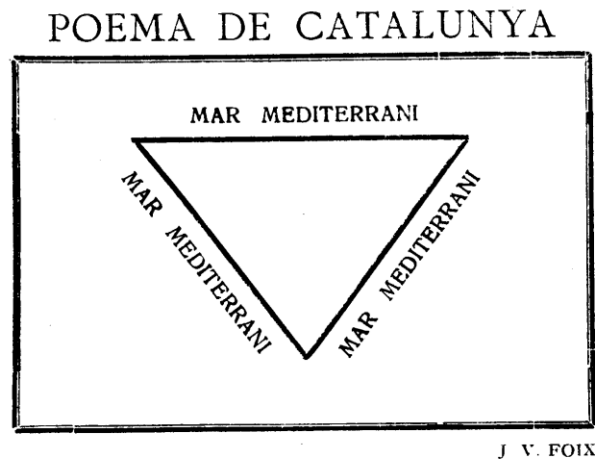 POEMA DE CATALUNYA
MAR MEDITERRANI
MAR MEDITERRANI
MAR MEDITERRANI
J. V. FOIX